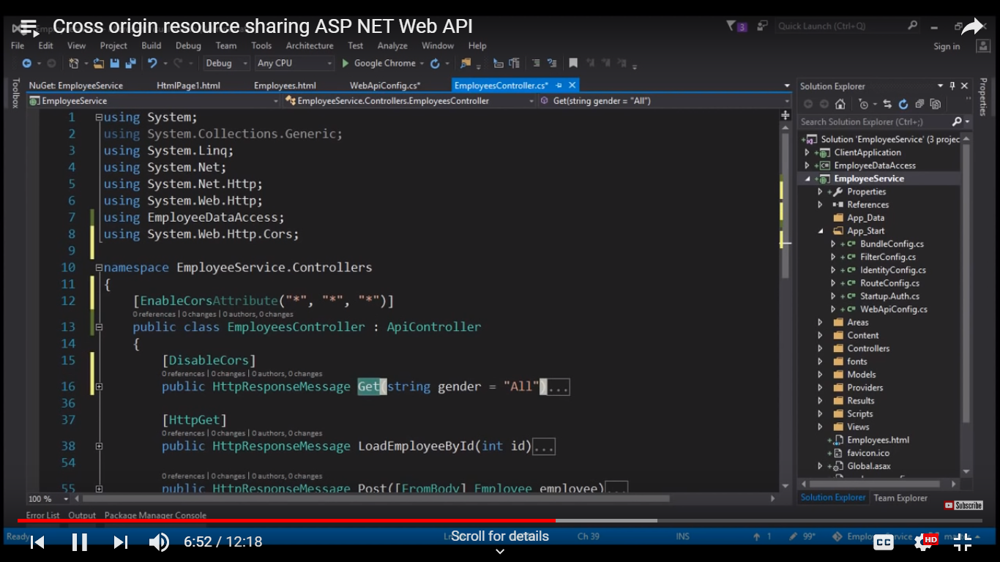 Cross origin resource sharing ASP NET Web API
3
Quick Launch (Ctrl+Q)
File Edit View Project Build Debug Team Tools Architecture Test Analyze Window Help
Sign in
Debug Any CPU Google Chrome
Toolbox
NuGet: EmployeeService HtmlPage1.html Employees.html WebApiConfig.cs* EmployeesController.cs*
EmployeeService EmployeeService.Controllers.EmployeesController Get(string gender = "All")
1 using System;
2 using System.Collections.Generic;
3 using System.Linq;
4 using System.Net;
5 using System.Net.Http;
6 using System.Web.Http;
7 using EmployeeDataAccess;
8 using System.Web.Http.Cors;
9
10 namespace EmployeeService.Controllers
11 {
12 [EnableCorsAttribute("*", "*", "*")]
0 references | 0 changes | 0 authors, 0 changes
13 public class EmployeesController : ApiController
14 {
15 [DisableCors]
0 references | 0 changes | 0 authors, 0 changes
16 public HttpResponseMessage Get(string gender = "All")...
36
37 [HttpGet]
0 references | 0 changes | 0 authors, 0 changes
38 public HttpResponseMessage LoadEmployeeById(int id)...
54
0 references | 0 changes | 0 authors, 0 changes
55 public HttpResponseMessage Post([FromBody] Employee employee)...
100 %
Error List Output Package Manager Console
Solution Explorer
Properties
Search Solution Explorer (Ctrl+;)
Solution 'EmployeeService' (3 projec
ClientApplication
EmployeeDataAccess
EmployeeService
Properties
References
App_Data
App_Start
BundleConfig.cs
FilterConfig.cs
IdentityConfig.cs
RouteConfig.cs
Startup.Auth.cs
WebApiConfig.cs
Areas
Content
Controllers
fonts
Models
Providers
Results
Scripts
Views
Employees.html
favicon.ico
Global.asax
Solution Explorer Team Explorer
Subscribe
Ready
Ch 39 INS 1 99*
6:52 / 12:18
Scroll for details
CC
HD